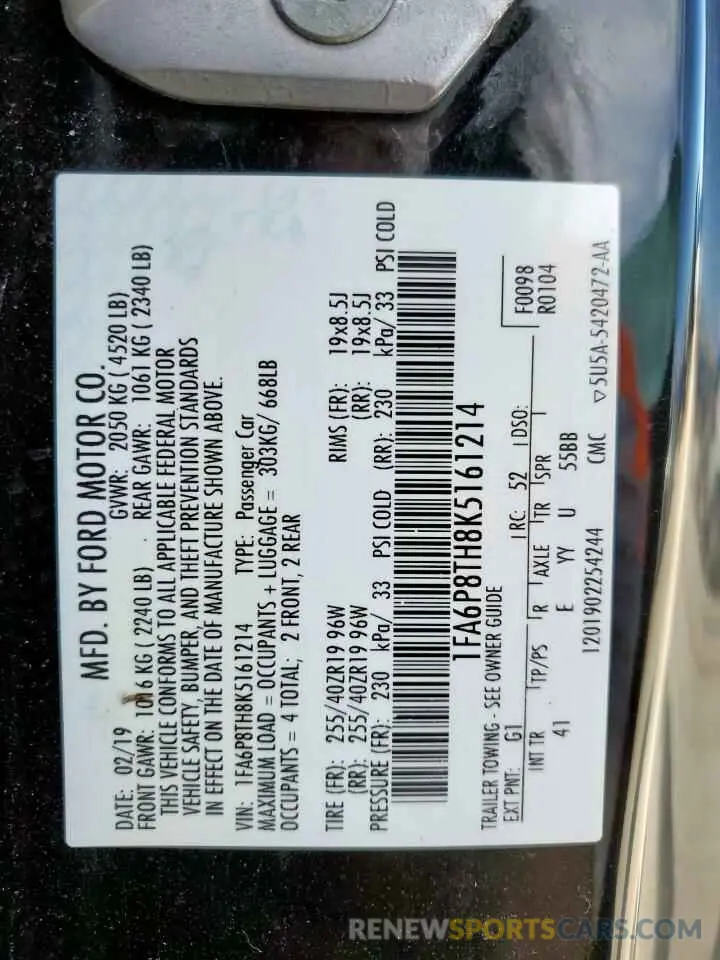 MFD. BY FORD MOTOR CO.
DATE: 02/19 GVWR: 2050 KG ( 4520 LB)
FRONT GAWR: 1016 KG ( 2240 LB) REAR GAWR: 1061 KG ( 2340 LB)
THIS VEHICLE CONFORMS TO ALL APPLICABLE FEDERAL MOTOR
VEHICLE SAFETY, BUMPER, AND THEFT PREVENTION STANDARDS
IN EFFECT ON THE DATE OF MANUFACTURE SHOWN ABOVE.
VIN: 1FA6P8TH8K5161214 TYPE: Passenger Car
MAXIMUM LOAD = OCCUPANTS + LUGGAGE = 303KG/ 668LB
OCCUPANTS = 4 TOTAL; 2 FRONT, 2 REAR
TIRE (FR): 255/40ZR19 96W RIMS (FR): 19x8.5J
(RR): 255/40ZR19 96W (RR): 19x8.5J
PRESSURE (FR): 230 kPa/ 33 PSI COLD (RR): 230 kPa/ 33 PSI COLD
1FA6P8TH8K5161214
TRAILER TOWING - SEE OWNER GUIDE
EXT PNT: G1 RC: 52 DSO: F0098
R0104
INT TR TP/PS R AXLE TR SPR
41 E YY U 55BB
1201902254244 CMC ▽5U5A-5420472-AA
RENEWSPORTSCARS.COM